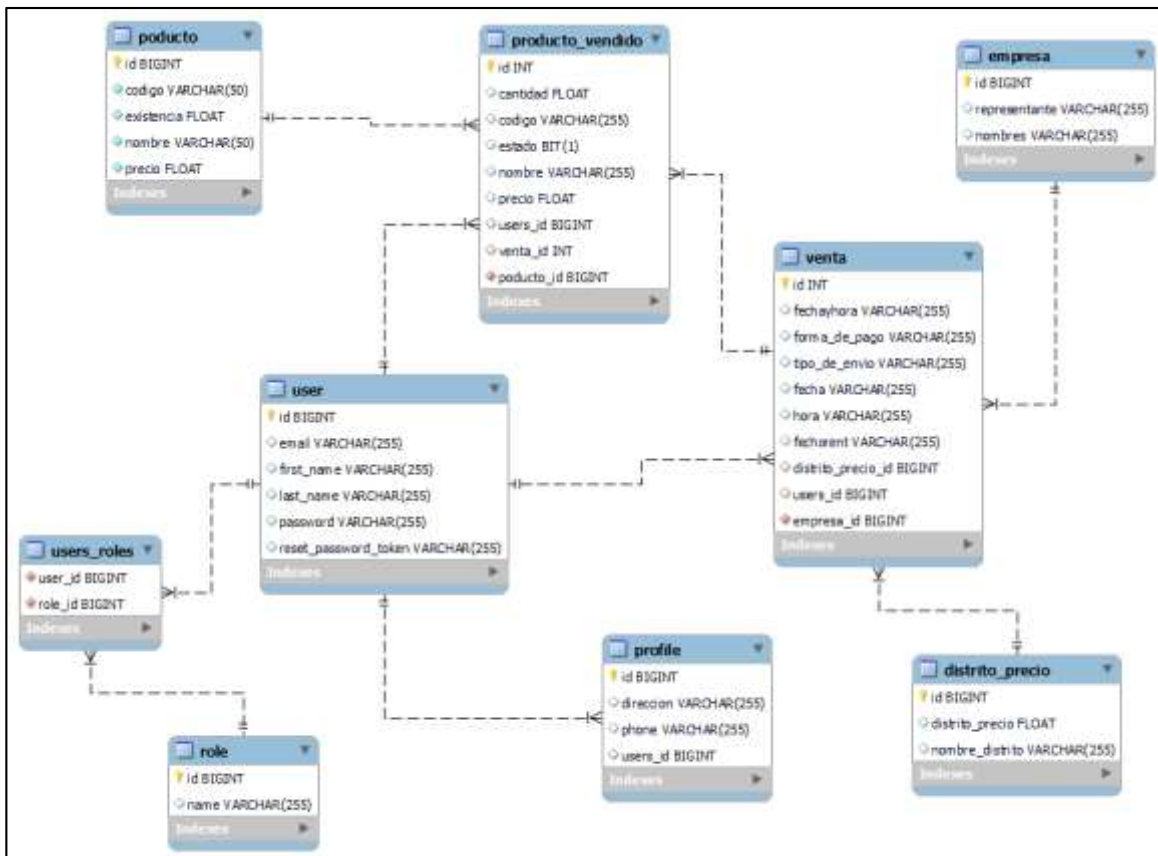 poducto
id BIGINT
codigo VARCHAR(50)
existencia FLOAT
nombre VARCHAR(50)
precio FLOAT
Indexes
producto_vendido
id INT
cantidad FLOAT
codigo VARCHAR(255)
estado BIT(1)
nombre VARCHAR(255)
precio FLOAT
users_id BIGINT
venta_id INT
poducto_id BIGINT
Indexes
empresa
id BIGINT
representante VARCHAR(255)
nombres VARCHAR(255)
Indexes
venta
id INT
fechayhora VARCHAR(255)
forma_de_pago VARCHAR(255)
tipo_de_envio VARCHAR(255)
fecha VARCHAR(255)
hora VARCHAR(255)
VARCHAR(255)
distrito_precio_id BIGINT
users_id BIGINT
empresa_id BIGINT
Indexes
user
id BIGINT
email VARCHAR(255)
first_name VARCHAR(255)
last_name VARCHAR(255)
password VARCHAR(255)
reset_password_token VARCHAR(255)
Indexes
users_roles
user_id BIGINT
role_id BIGINT
Indexes
profile
id BIGINT
direccion VARCHAR(255)
phone VARCHAR(255)
users_id BIGINT
Indexes
distrito_precio
id BIGINT
distrito_precio FLOAT
nombre_distrito VARCHAR(255)
Indexes
role
id BIGINT
name VARCHAR(255)
Indexes